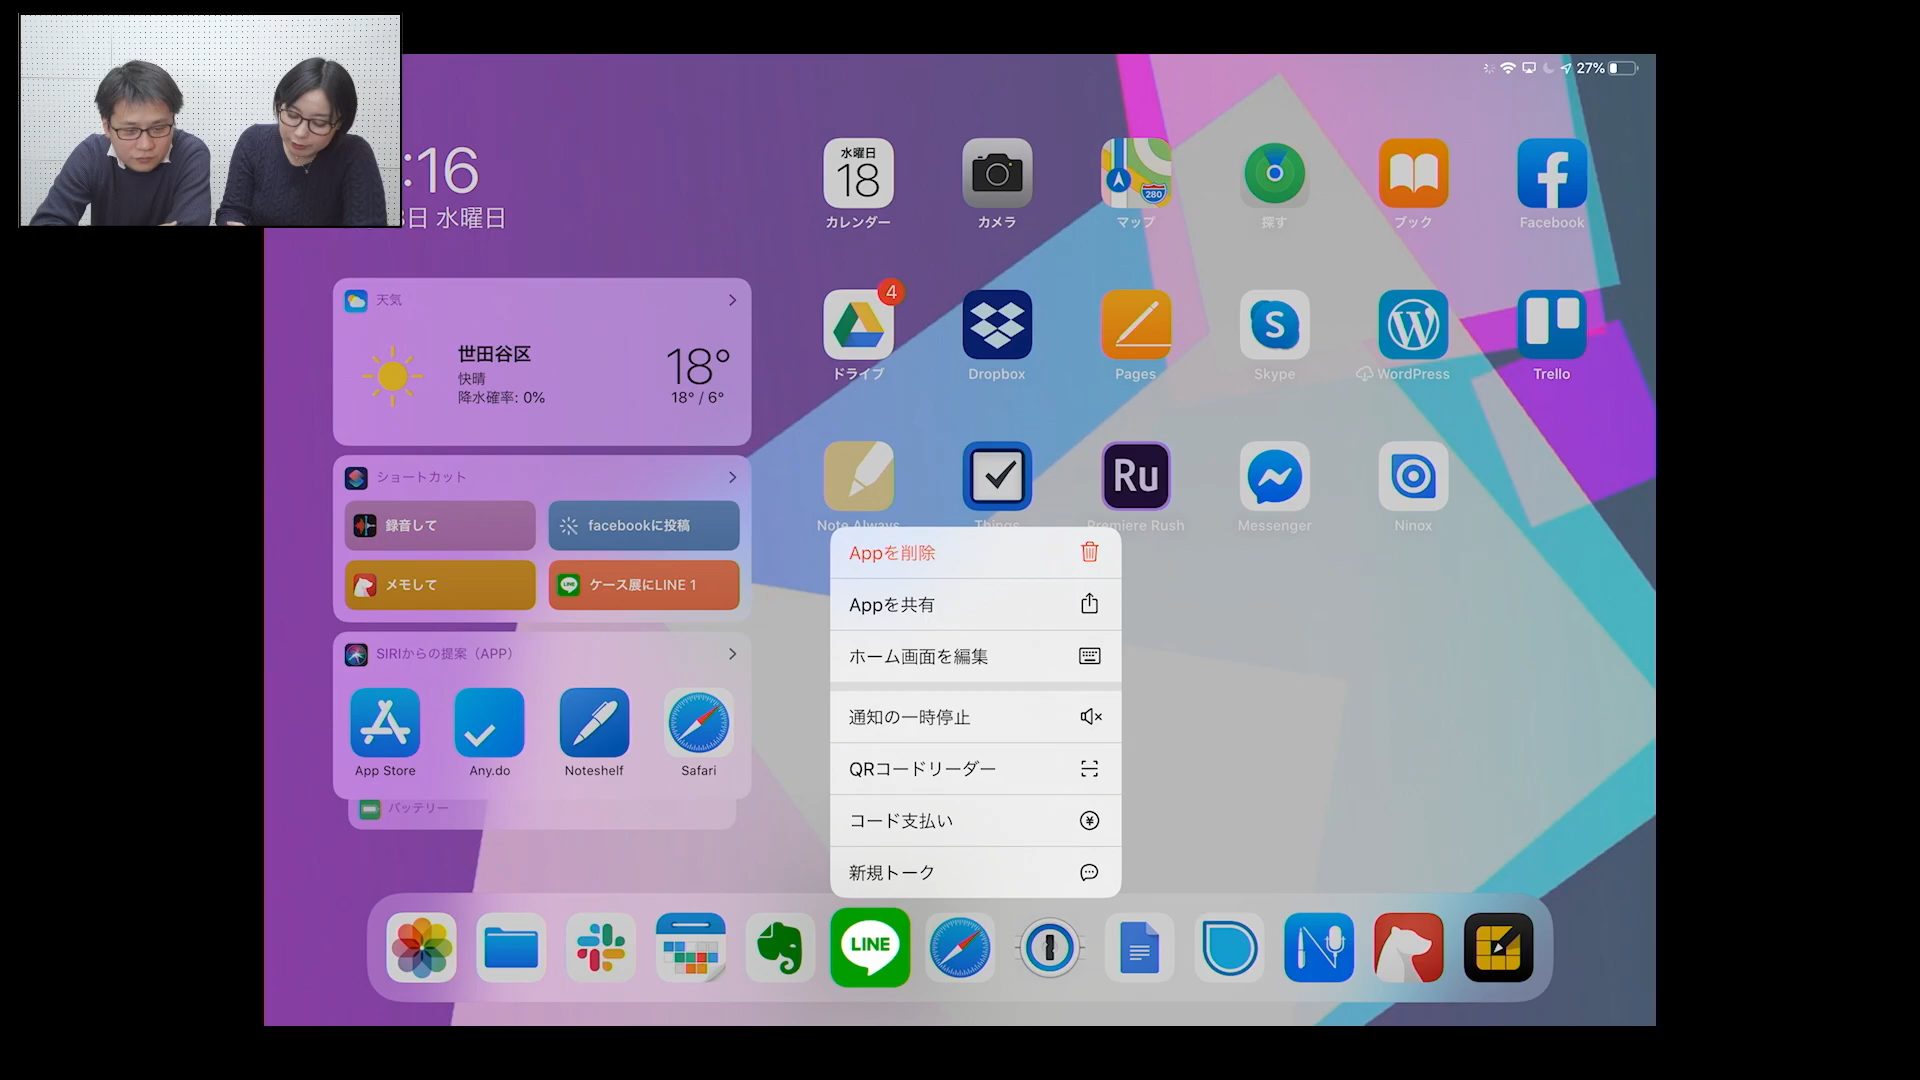 27%
:16
日 水曜日
水曜日
18
カレンダー
カメラ
280
マップ
探す
ブック
Facebook
天気
世田谷区
快晴
降水確率: 0%
18°
18° / 6°
4
ドライブ
Dropbox
Pages
S
Skype
WordPress
Trello
ショートカット
録音して
facebookに投稿
メモして
LINE
ケース展にLINE 1
Note Always
Things
Ru
Premiere Rush
Messenger
Ninox
SIRIからの提案（APP）
App Store
Any.do
Noteshelf
Safari
バッテリー
Appを削除
Appを共有
ホーム画面を編集
通知の一時停止
QRコードリーダー
コード支払い
新規トーク
LINE